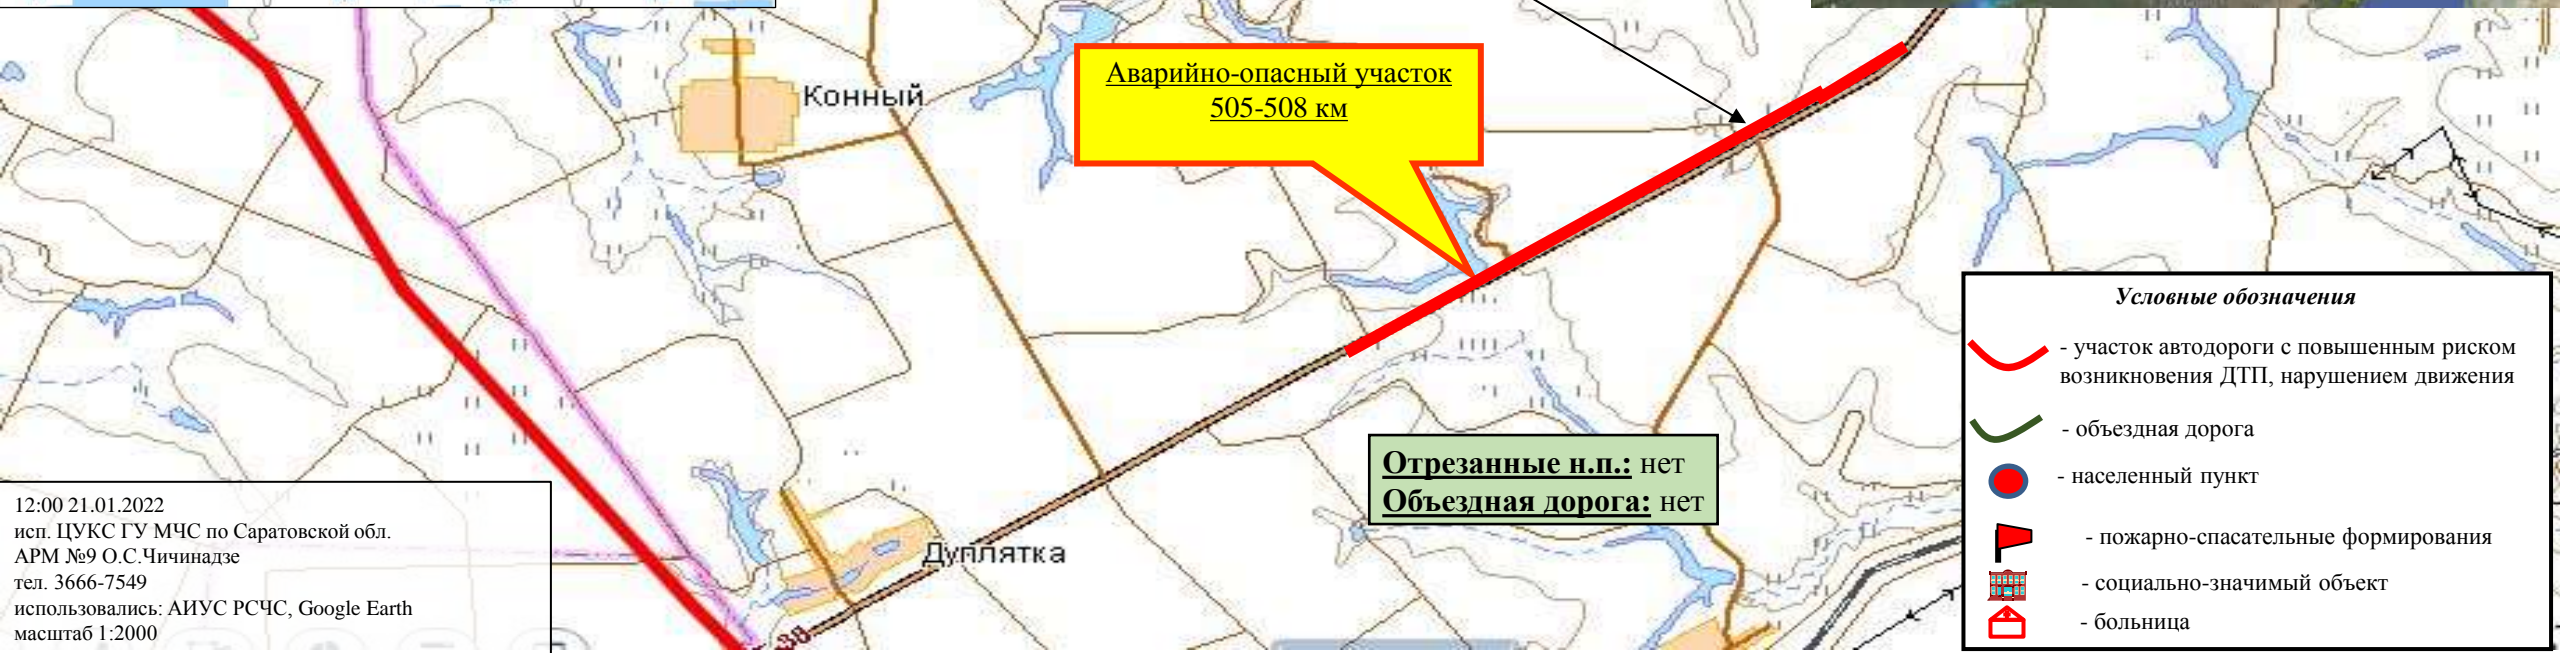 Конный
Аварийно-опасный участок
505-508 км
Условные обозначения
- участок автодороги с повышенным риском
возникновения ДТП, нарушением движения
- объездная дорога
- населенный пункт
- пожарно-спасательные формирования
- социально-значимый объект
- больница
Отрезанные н.п.: нет
Объездная дорога: нет
Дуплятка
12:00 21.01.2022
исп. ЦУКС ГУ МЧС по Саратовской обл.
АРМ №9 О.С.Чичинадзе
тел. 3666-7549
использовались: АИУС РСЧС, Google Earth
масштаб 1:2000